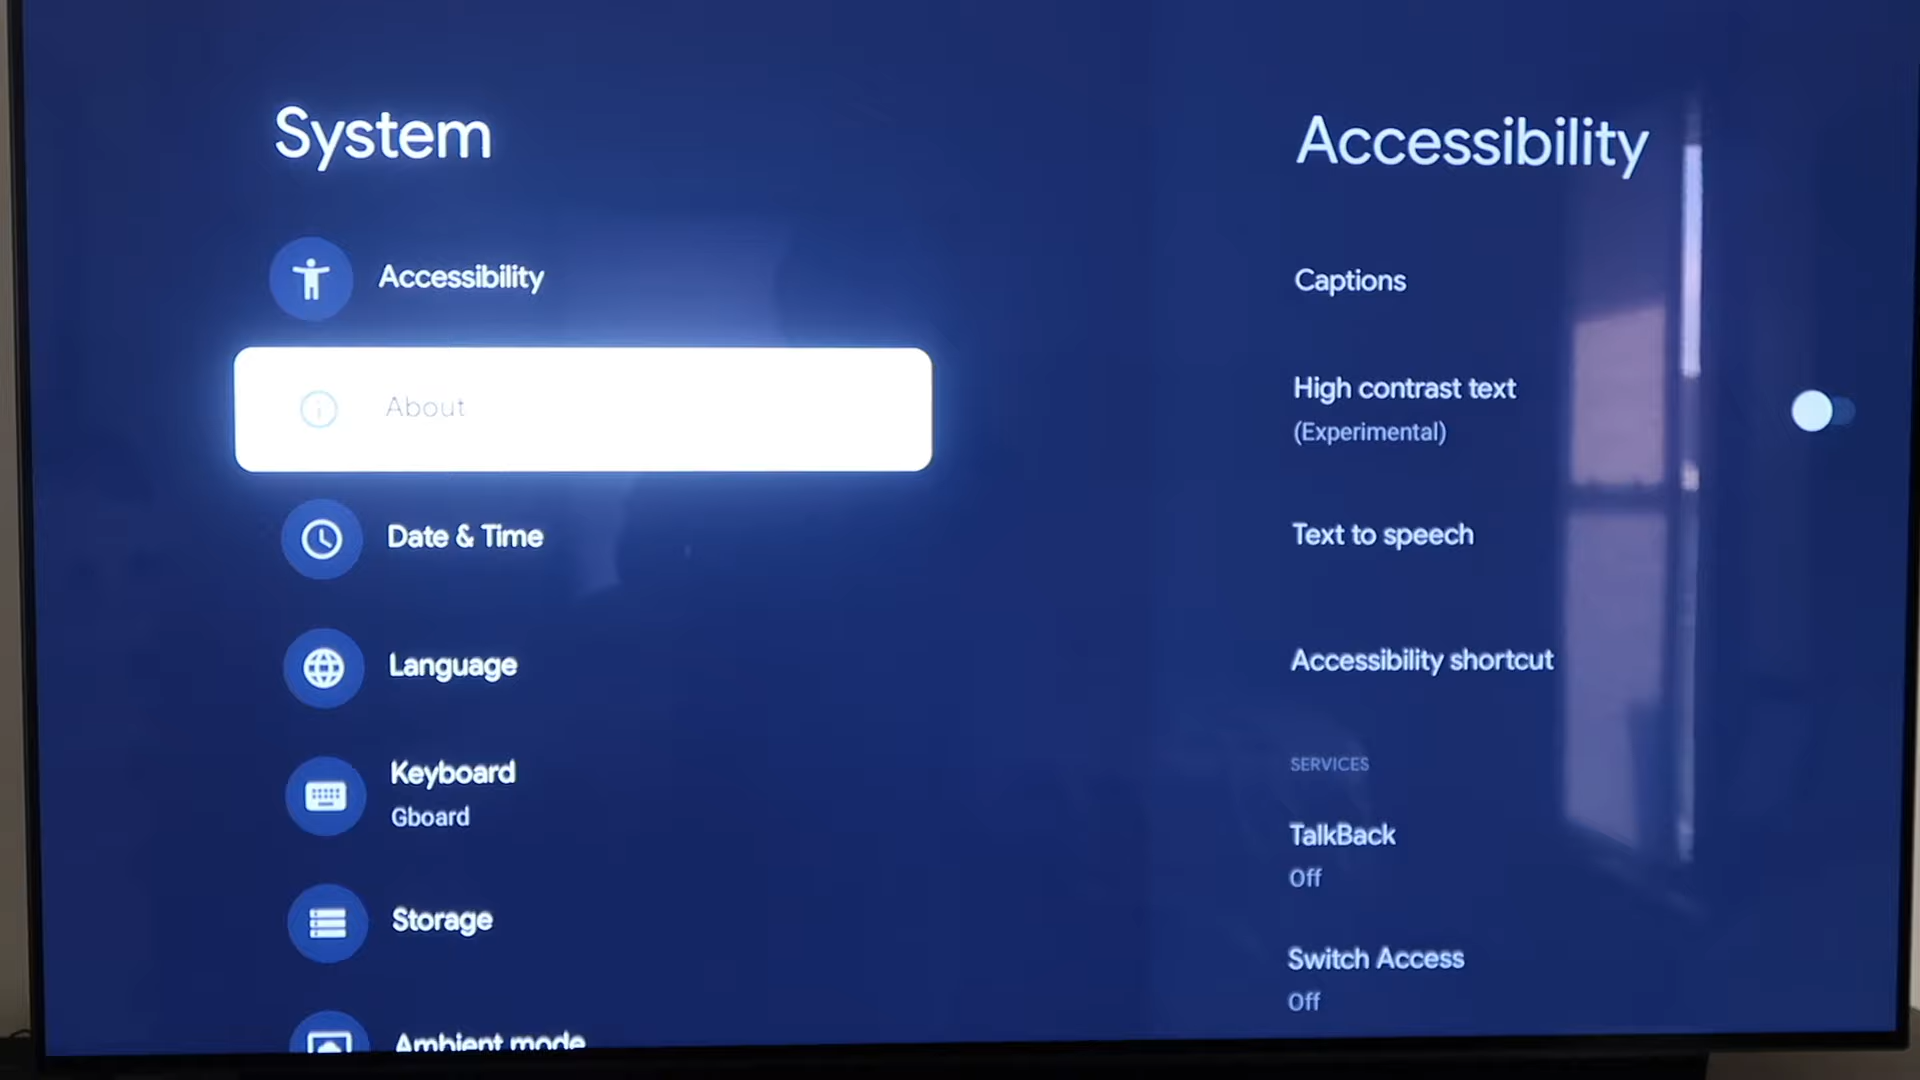 System
Accessibility
About
Date & Time
Language
Keyboard
Gboard
Storage
Ambient mode
Accessibility
Captions
High contrast text
(Experimental)
Text to speech
Accessibility shortcut
SERVICES
TalkBack
Off
Switch Access
Off